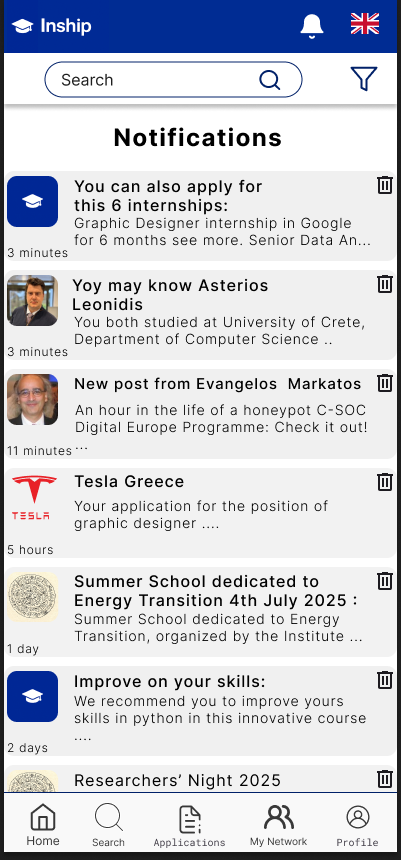 Inship
Search
Notifications
You can also apply for
this 6 internships:
Graphic Designer internship in Google
for 6 months see more. Senior Data An...
3 minutes
Yoy may know Asterios
Leonidis
You both studied at University of Crete,
Department of Computer Science ..
3 minutes
New post from Evangelos Markatos
An hour in the life of a honeypot C-SOC
Digital Europe Programme: Check it out!
...
11 minutes
TESLA
Tesla Greece
Your application for the position of
graphic designer ....
5 hours
Summer School dedicated to
Energy Transition 4th July 2025 :
Summer School dedicated to Energy
Transition, organized by the Institute ...
1 day
Improve on your skills:
We recommend you to improve yours
skills in python in this innovative course
....
2 days
Researchers’ Night 2025
Home
Search
Applications
My Network
Profile